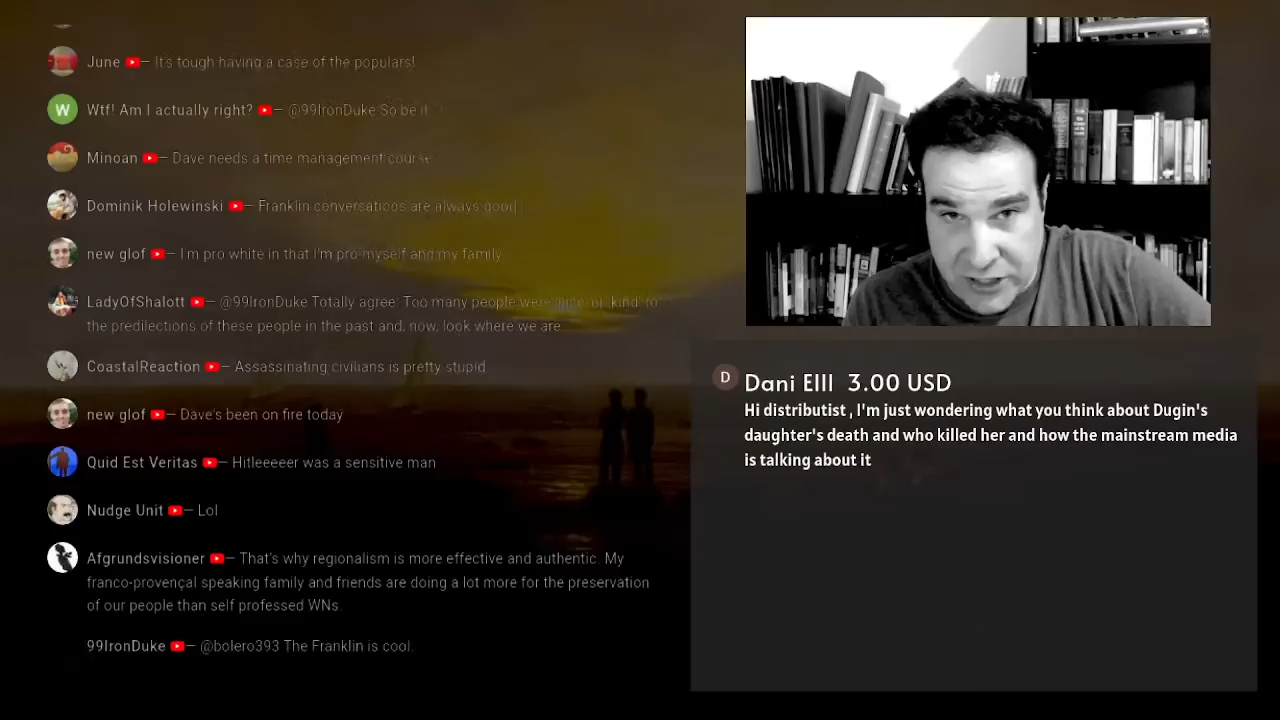 June — It's tough having a case of the populars!
W Wtf! Am I actually right? — @99IronDuke So be it
Minoan — Dave needs a time management course
Dominik Holewinski — Franklin conversations are always good
new glof — I'm pro white in that I'm pro myself and my family
LadyOfShalott — @99IronDuke Totally agree. Too many people were 'nice' or 'kind' to
the predilections of these people in the past and, now, look where we are
CoastalReaction — Assassinating civilians is pretty stupid
new glof — Dave's been on fire today
Quid Est Veritas — Hitleeeeer was a sensitive man
Nudge Unit — Lol
Afgrundsvisioner — That's why regionalism is more effective and authentic. My
franco-provençal speaking family and friends are doing a lot more for the preservation
of our people than self professed WNs.
99IronDuke — @bolero393 The Franklin is cool.
D Dani EIII 3.00 USD
Hi distributist , I'm just wondering what you think about Dugin's
daughter's death and who killed her and how the mainstream media
is talking about it